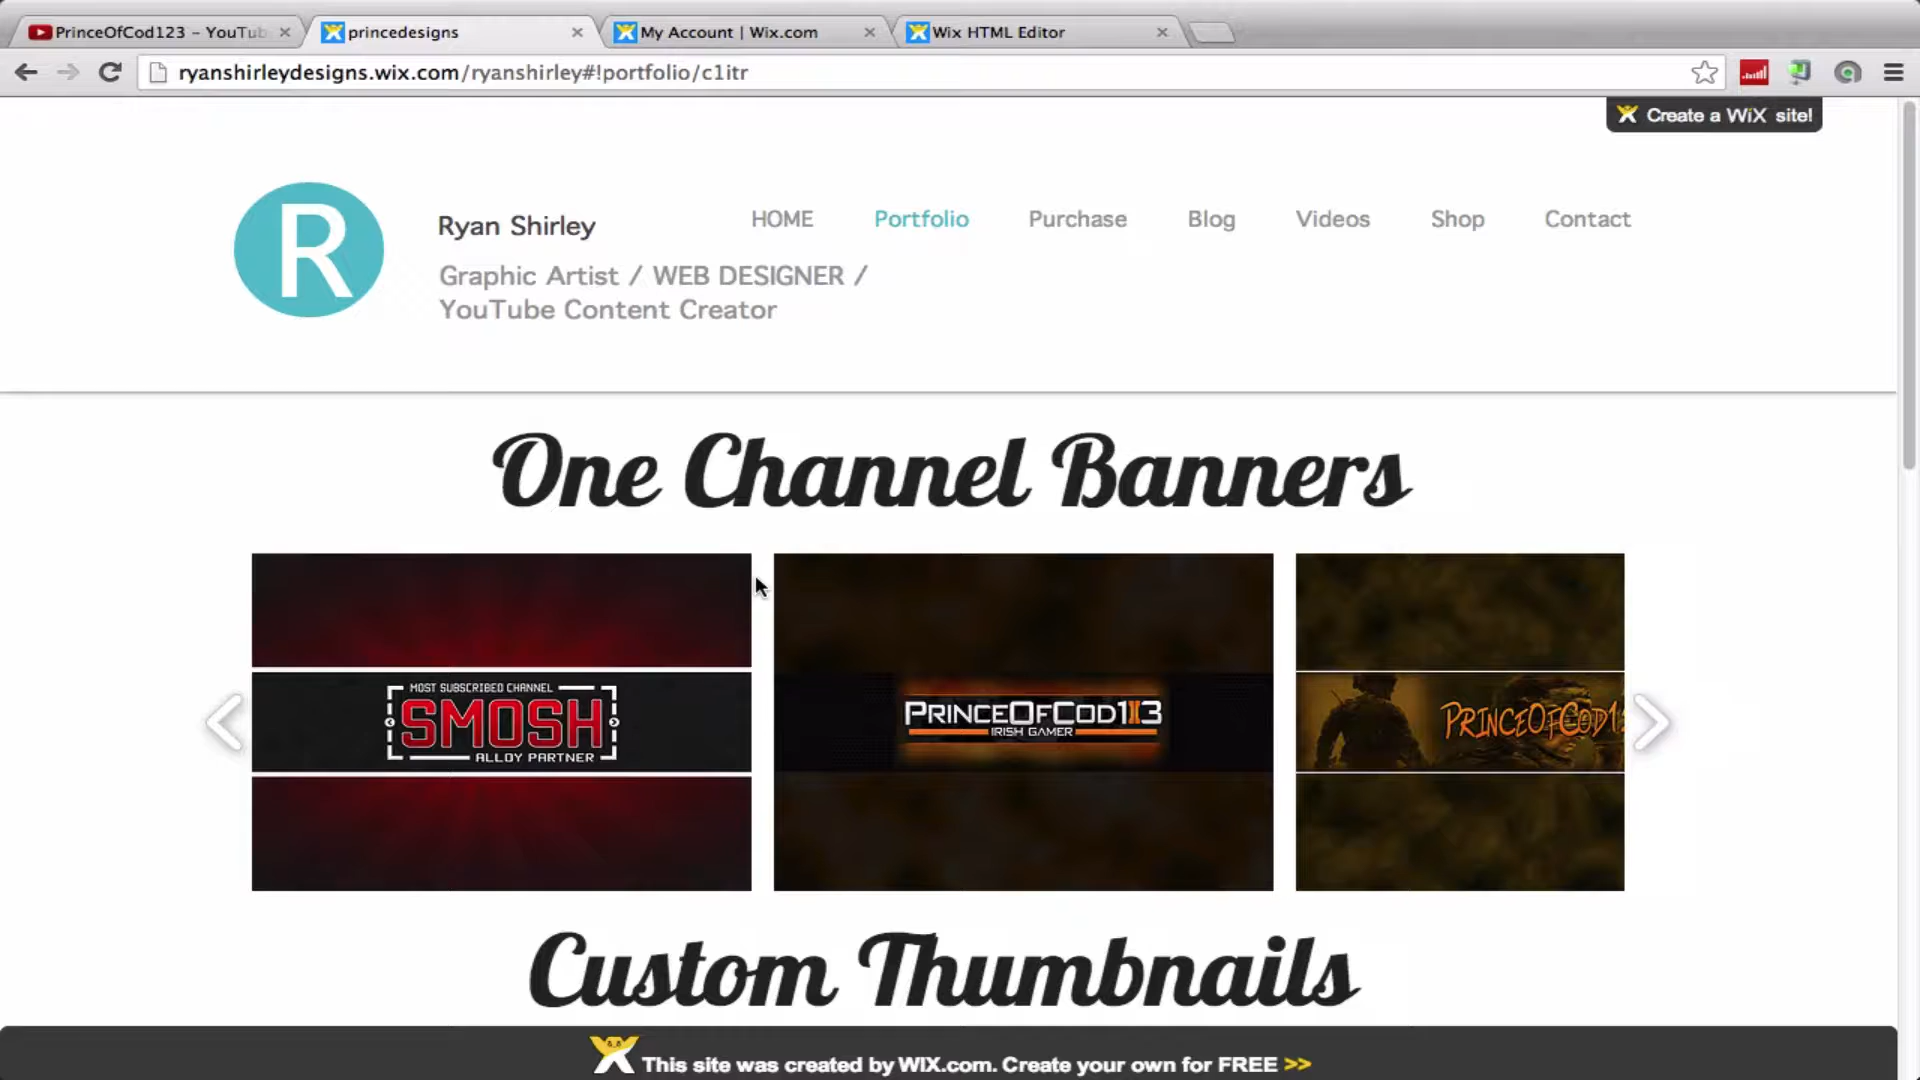 PrinceOfCod123 – YouTub
princedesigns
My Account | Wix.com
Wix HTML Editor
ryanshirleydesigns.wix.com/ryanshirley#!portfolio/c1itr
Create a WiX site!
R
Ryan Shirley
HOME Portfolio Purchase Blog Videos Shop Contact
Graphic Artist / WEB DESIGNER /
YouTube Content Creator
One Channel Banners
MOST SUBSCRIBED CHANNEL
SMOSH
ALLOY PARTNER
PRINCEOFCOD123
IRISH GAMER
PRINCEOFCOD1
Custom Thumbnails
This site was created by WIX.com. Create your own for FREE >>